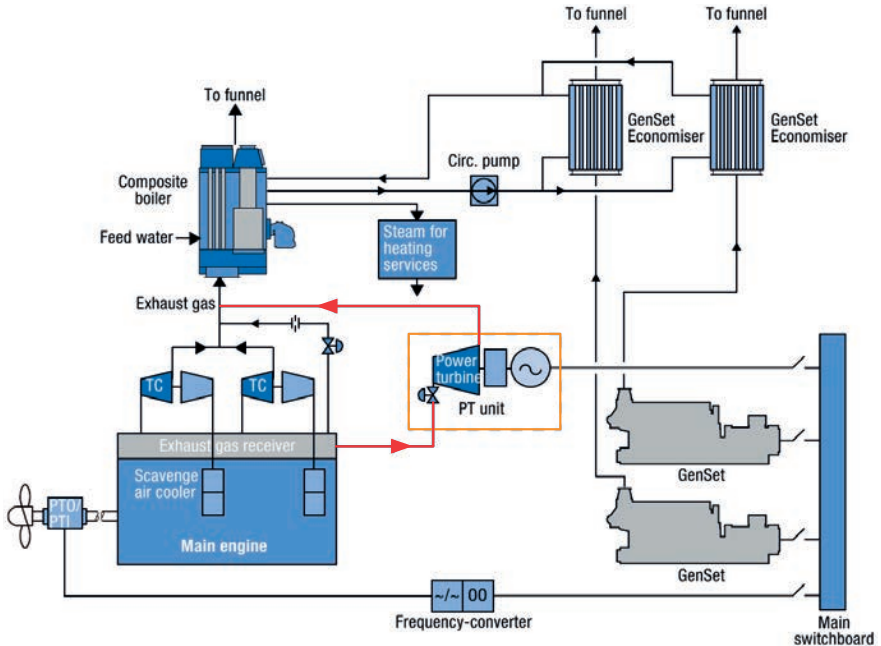 To funnel
To funnel
To funnel
GenSet
Economiser
GenSet
Economiser
Circ. pump
Composite
boiler
Feed water
Steam for
heating
services
Exhaust gas
TC
TC
Power
turbine
PT unit
Exhaust gas receiver
Scavenge
air cooler
GenSet
PTO/
PTI
Main engine
GenSet
~/~ 00
Frequency-converter
Main
switchboard